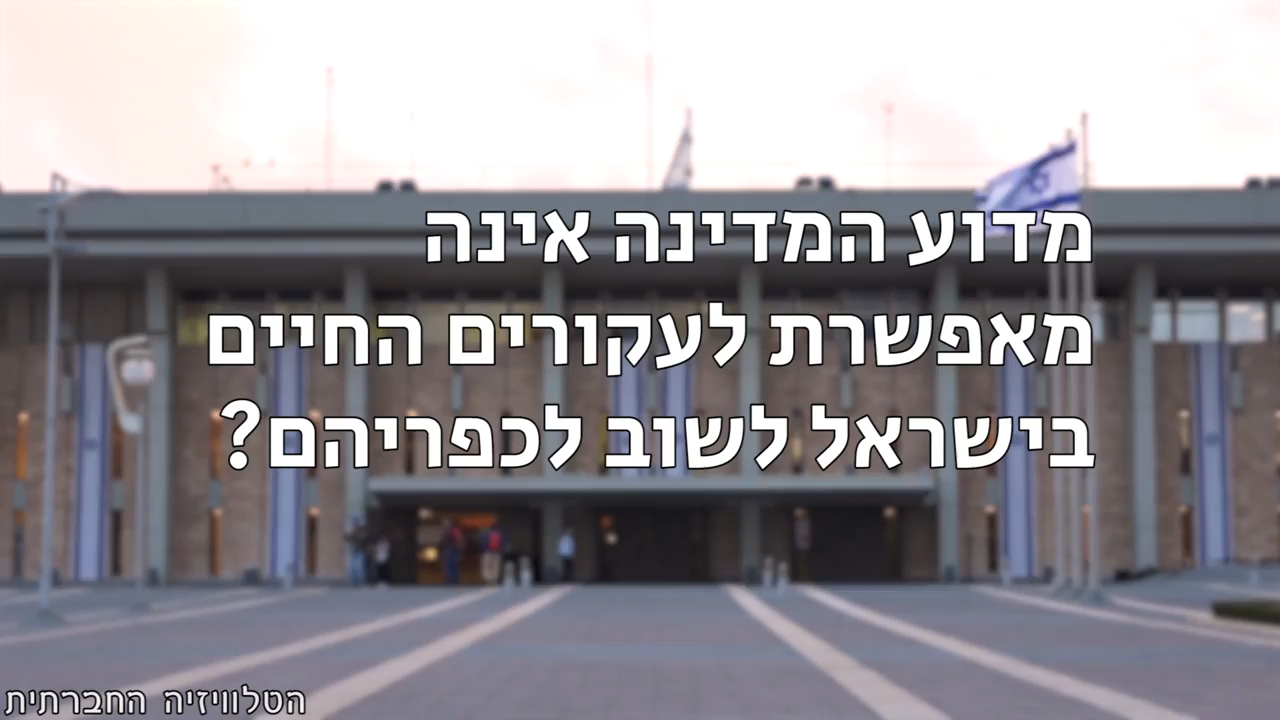 מדוע המדינה אינה
מאפשרת לעקורים החיים
בישראל לשוב לכפריהם?
הטלוויזיה החברתית